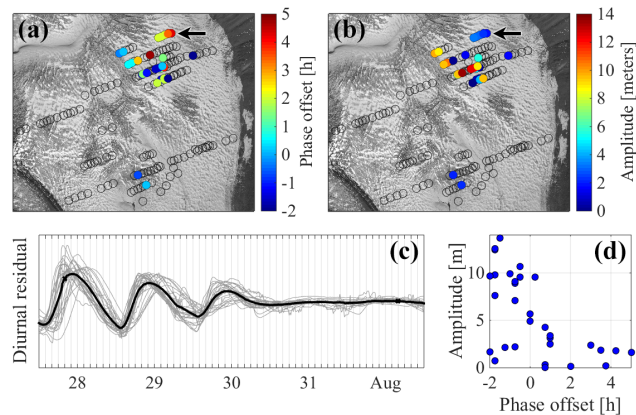 (a)
5
4
3
2
1
0
-1
-2
Phase offset [h]
(b)
14
12
10
8
6
4
2
0
Amplitude [meters]
(c)
Diurnal residual
28 29 30 31 Aug
(d)
10
5
0
Amplitude [m]
-2 0 2 4
Phase offset [h]